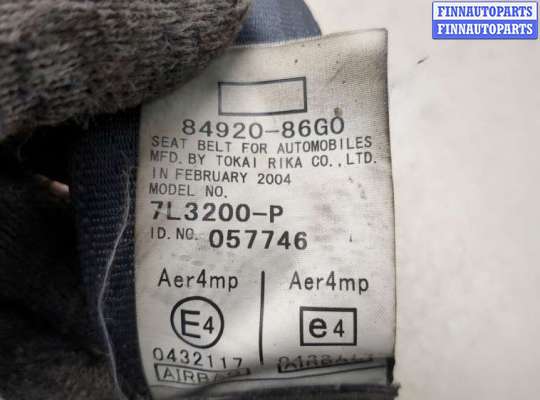 FINNAUTOPARTS
FINNAUTOPARTS
84920-86G0
SEAT BELT FOR AUTOMOBILES
MFD. BY TOKAI RIKA CO., LTD.
IN FEBRUARY 2004
MODEL NO.
7L3200-P
I D. NO. 057746
Aer4mp Aer4mp
E4 e4
0432117
AIRBAG